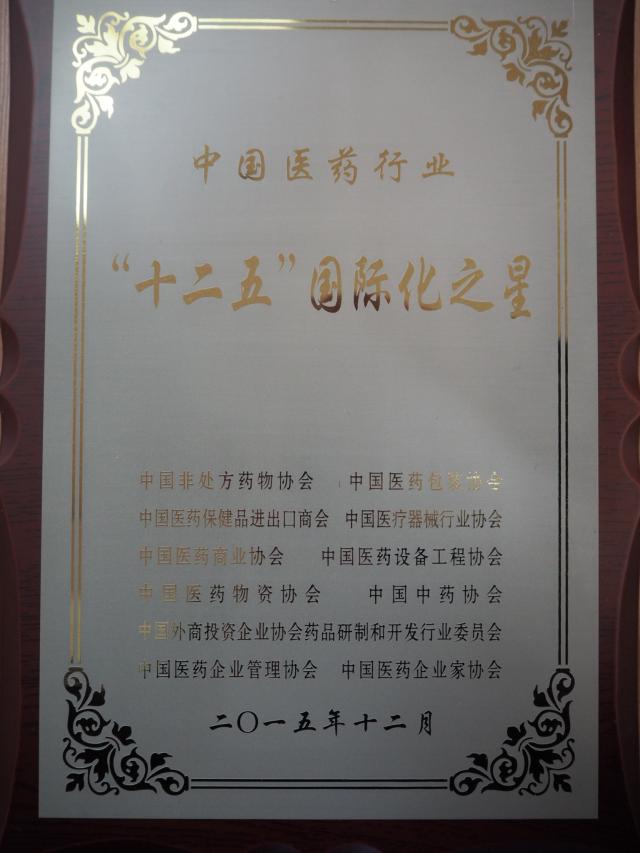 中国医药行业
“十二五”国际化之星
中国非处方药物协会 中国医药包装协会
中国医药保健品进出口商会 中国医疗器械行业协会
中国医药商业协会 中国医药设备工程协会
中国医药物资协会 中国中药协会
中国外商投资企业协会药品研制和开发行业委员会
中国医药企业管理协会 中国医药企业家协会
二〇一五年十二月